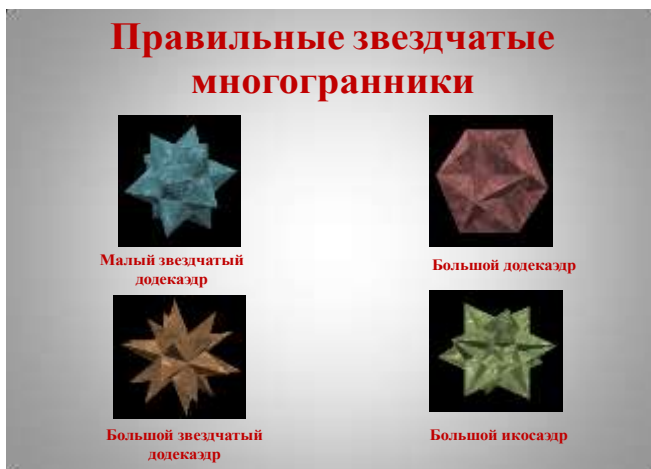 Правильные звездчатые
многогранники
Малый звездчатый
додекаэдр
Большой додекаэдр
Большой звездчатый
додекаэдр
Большой икосаэдр